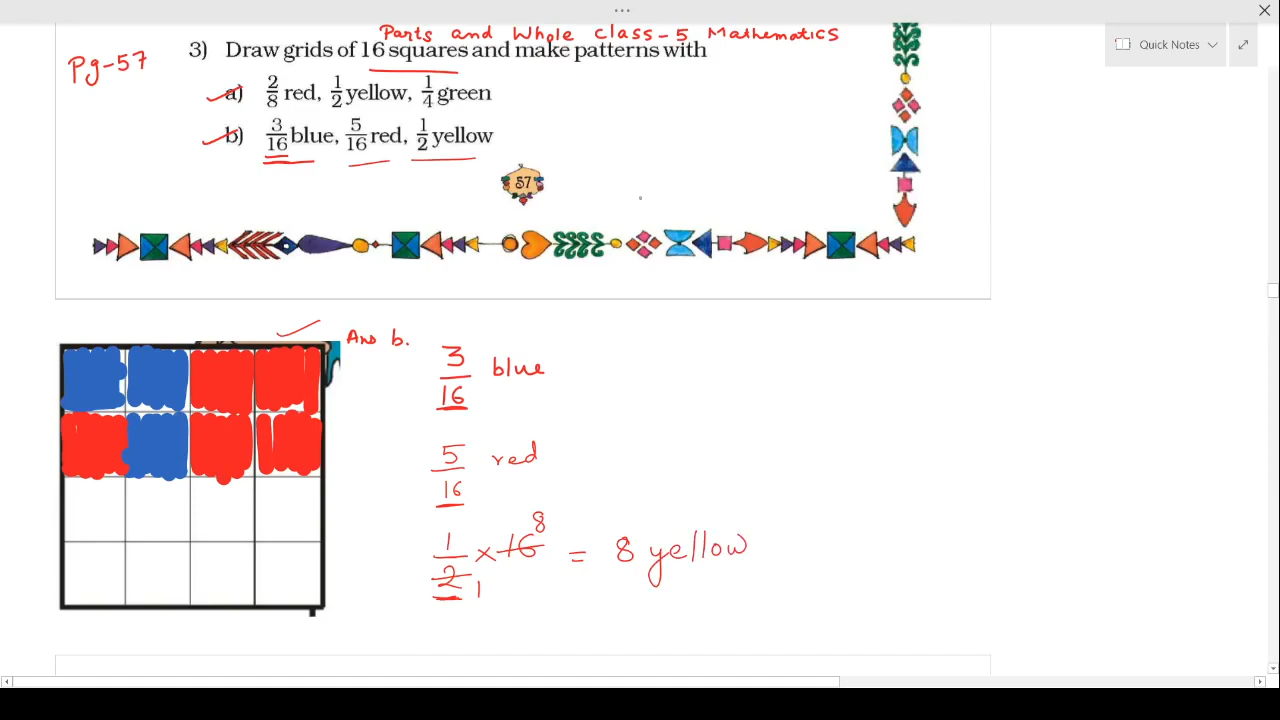 Quick Notes
Parts and Whole Class-5 Mathematics
Pg-57
3) Draw grids of 16 squares and make patterns with
a) 2/8 red, 1/2 yellow, 1/4 green
b) 3/16 blue, 5/16 red, 1/2 yellow
57
Ans b.
3/16 blue
5/16 red
1/2 1 × 16 8 = 8 yellow